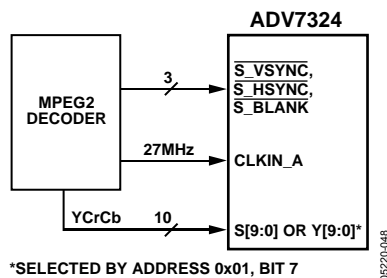 ADV7324
MPEG2
DECODER
3
S_VSYNC,
S_HSYNC,
S_BLANK
27MHz
CLKIN_A
YCrCb
10
S[9:0] OR Y[9:0]*
*SELECTED BY ADDRESS 0x01, BIT 7
05220-048